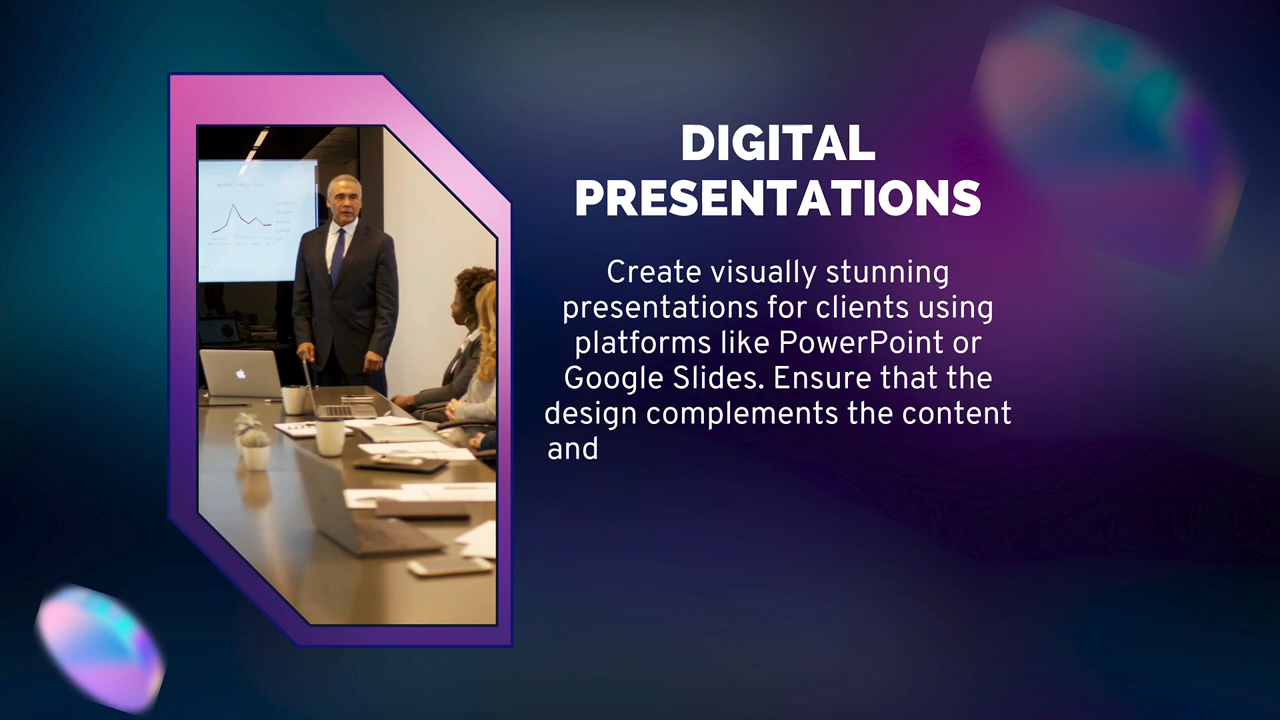 DIGITAL
PRESENTATIONS
Create visually stunning
presentations for clients using
platforms like PowerPoint or
Google Slides. Ensure that the
design complements the content
and